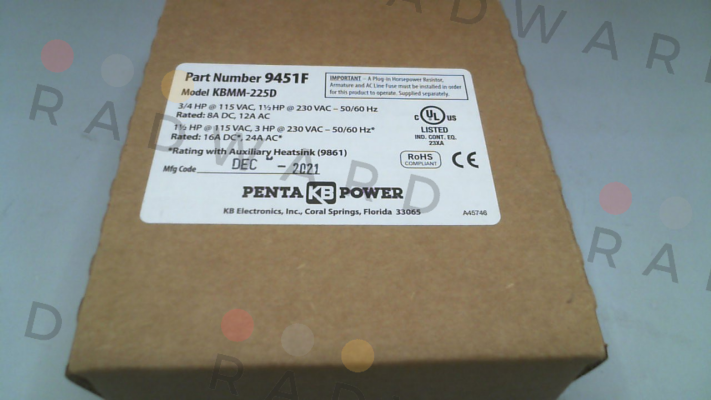 Part Number 9451F
Model KBMM-225D
IMPORTANT – A Plug-in Horsepower Resistor,
Armature and AC Line Fuse must be installed in order
for this product to operate. Supplied separately.
3/4 HP @ 115 VAC, 1½ HP @ 230 VAC – 50/60 Hz
Rated: 8A DC, 12A AC
1½ HP @ 115 VAC, 3 HP @ 230 VAC – 50/60 Hz*
Rated: 16A DC*, 24A AC*
*Rating with Auxiliary Heatsink (9861)
Mfg Code DEC – 2021
C UL US
LISTED
IND. CONT. EQ.
23XA
RoHS
COMPLIANT
CE
PENTA KB POWER
KB Electronics, Inc., Coral Springs, Florida 33065
A45746
RADWARD
RADWARD
RADWARD